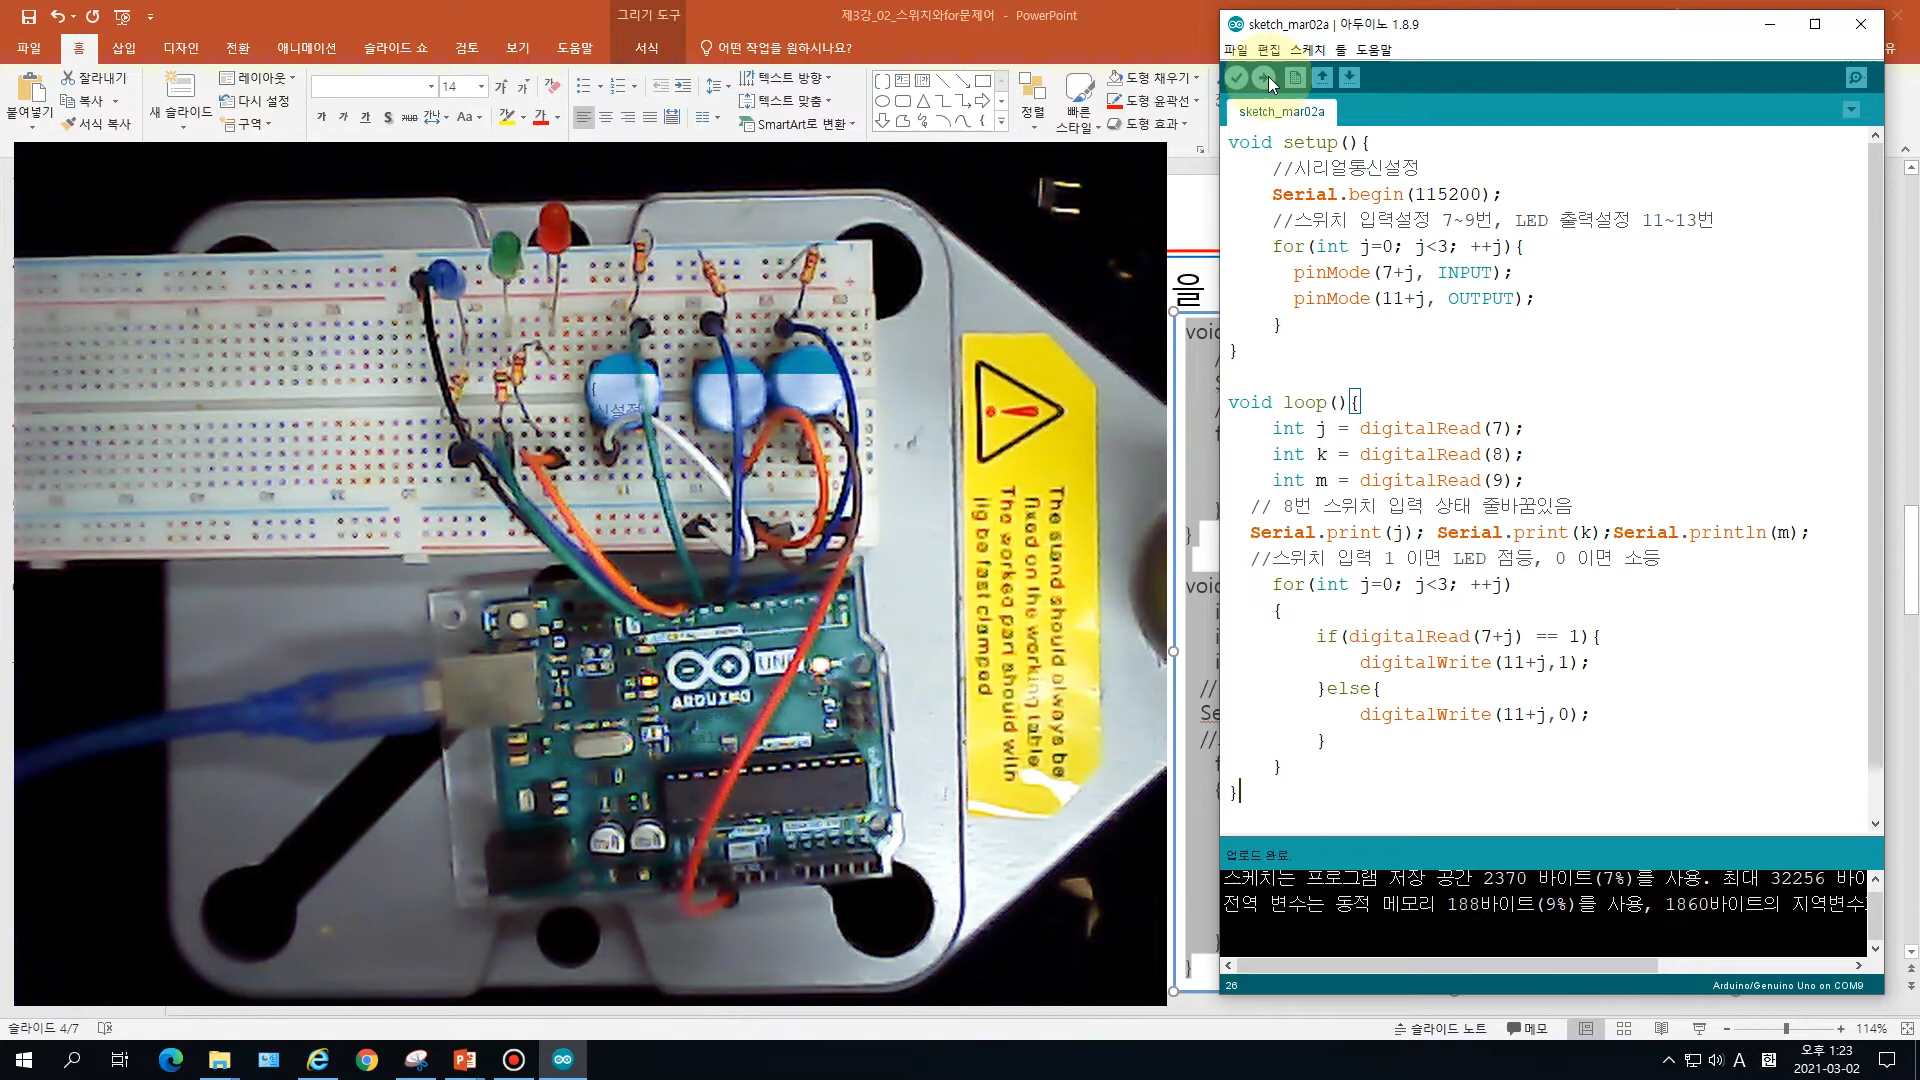 그리기 도구
제3강_02_스위치와for문제어 - PowerPoint
파일 홈 삽입 디자인 전환 애니메이션 슬라이드 쇼 검토 보기 도움말 서식 어떤 작업을 원하시나요?
붙여넣기
잘라내기
복사
서식 복사
새 슬라이드
레이아웃
다시 설정
구역
14
가 가 가 S
Aa 가
텍스트 방향
텍스트 맞춤
SmartArt로 변환
정렬
빠른
스타일
도형 채우기
도형 윤곽선
도형 효과
을
The stand should always be
fixed on the working table
The worked part should with
jig be fast clamped
ARDUINO
UNO
sketch_mar02a | 아두이노 1.8.9
파일 편집 스케치 툴 도움말
sketch_mar02a
void setup(){
//시리얼통신설정
Serial.begin(115200);
//스위치 입력설정 7~9번, LED 출력설정 11~13번
for(int j=0; j<3; ++j){
pinMode(7+j, INPUT);
pinMode(11+j, OUTPUT);
}
}
void loop(){
int j = digitalRead(7);
int k = digitalRead(8);
int m = digitalRead(9);
// 8번 스위치 입력 상태 줄바꿈있음
Serial.print(j); Serial.print(k);Serial.println(m);
//스위치 입력 1 이면 LED 점등, 0 이면 소등
for(int j=0; j<3; ++j)
{
if(digitalRead(7+j) == 1){
digitalWrite(11+j,1);
}else{
digitalWrite(11+j,0);
}
}
}
업로드 완료.
스케치는 프로그램 저장 공간 2370 바이트(7%)를 사용. 최대 32256 바이
전역 변수는 동적 메모리 188바이트(9%)를 사용, 1860바이트의 지역변수
26
Arduino/Genuino Uno on COM9
슬라이드 4/7
슬라이드 노트 메모
114%
A 한
오후 1:23
2021-03-02